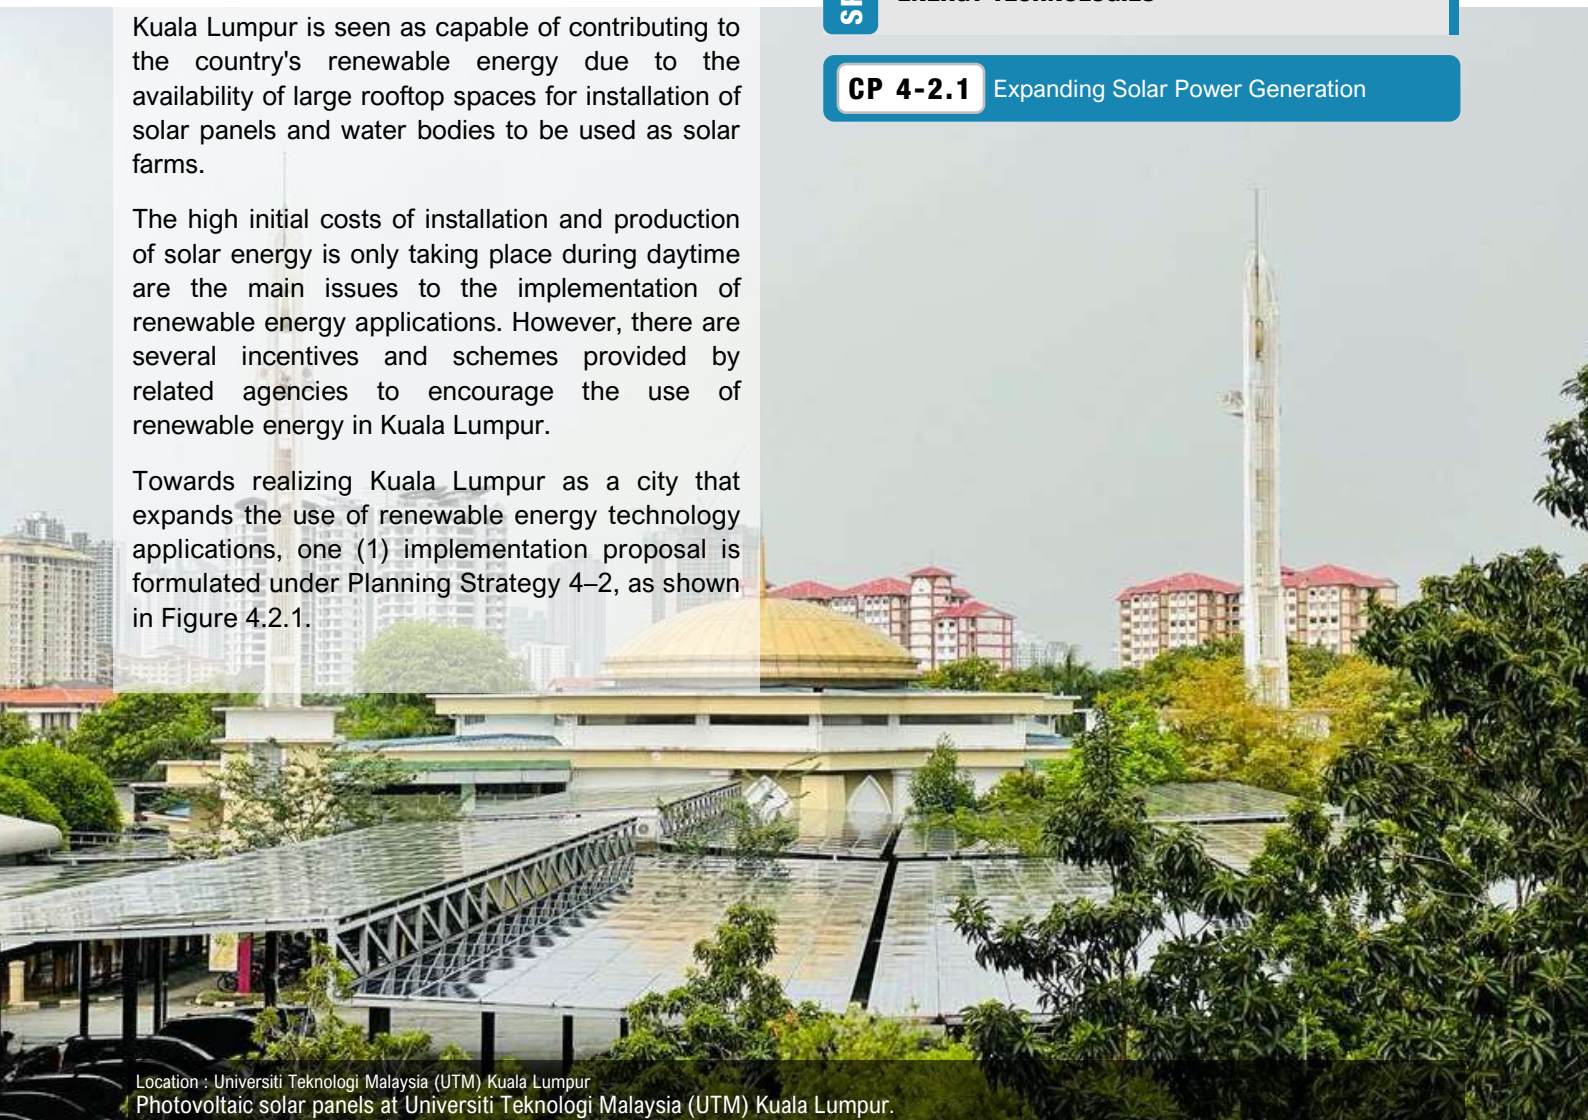 Kuala Lumpur is seen as capable of contributing to
the country's renewable energy due to the
availability of large rooftop spaces for installation of
solar panels and water bodies to be used as solar
farms.
The high initial costs of installation and production
of solar energy is only taking place during daytime
are the main issues to the implementation of
renewable energy applications. However, there are
several incentives and schemes provided by
related agencies to encourage the use of
renewable energy in Kuala Lumpur.
Towards realizing Kuala Lumpur as a city that
expands the use of renewable energy technology
applications, one (1) implementation proposal is
formulated under Planning Strategy 4–2, as shown
in Figure 4.2.1.
CP 4-2.1 Expanding Solar Power Generation
Location : Universiti Teknologi Malaysia (UTM) Kuala Lumpur
Photovoltaic solar panels at Universiti Teknologi Malaysia (UTM) Kuala Lumpur.